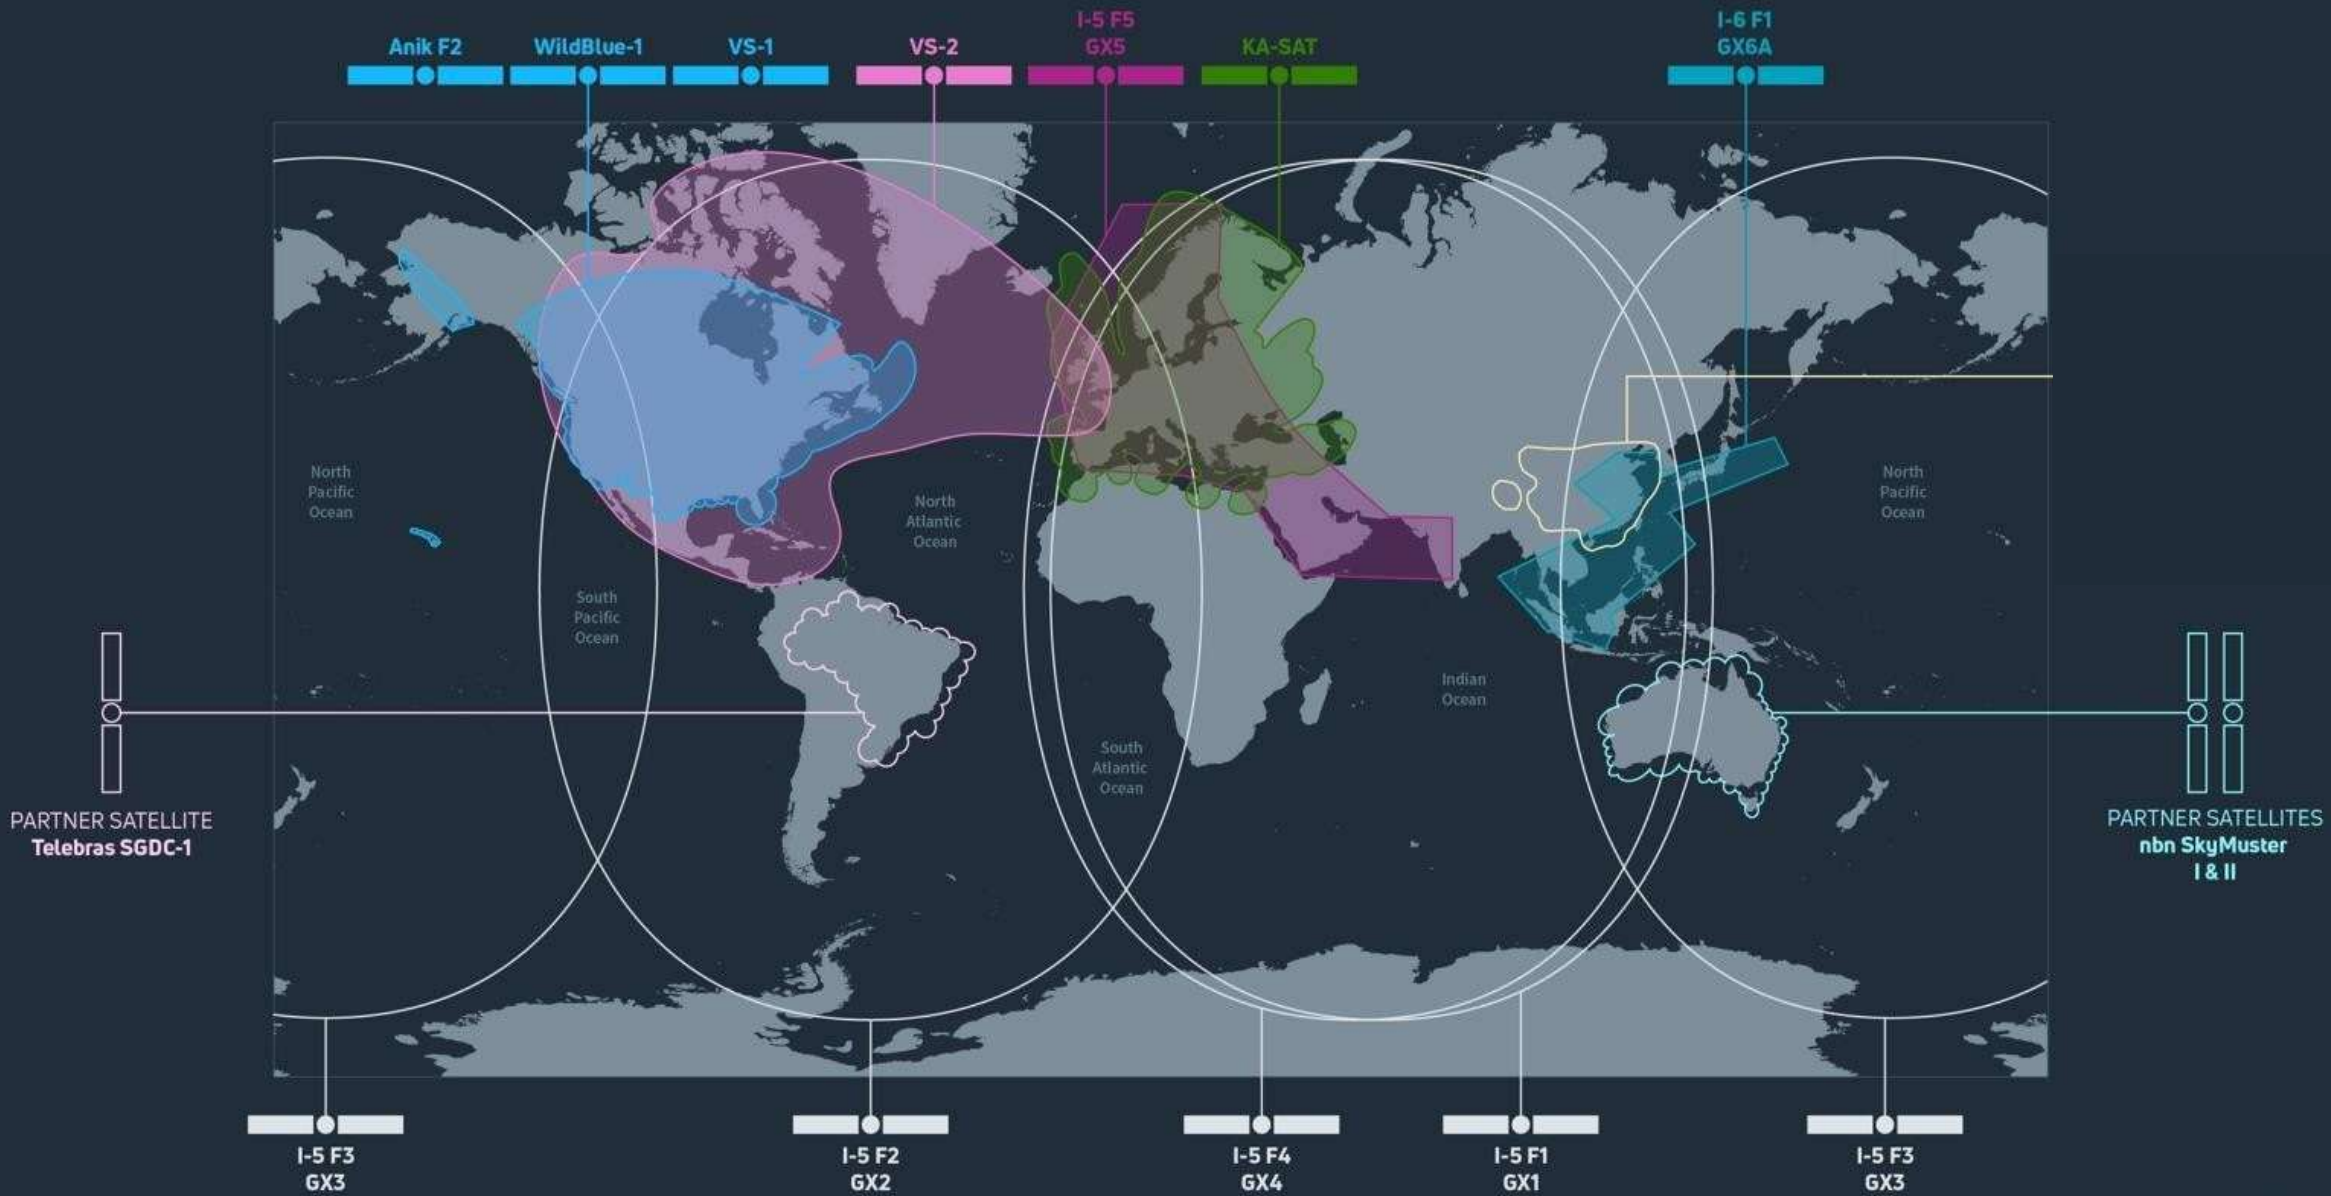 Anik F2
WildBlue-1
VS-1
VS-2
I-5 F5
GX5
KA-SAT
I-6 F1
GX6A
North
Pacific
Ocean
North
Atlantic
Ocean
North
Pacific
Ocean
South
Pacific
Ocean
Indian
Ocean
South
Atlantic
Ocean
PARTNER SATELLITE
Telebras SGDC-1
PARTNER SATELLITES
nbn SkyMuster
I & II
I-5 F3
GX3
I-5 F2
GX2
I-5 F4
GX4
I-5 F1
GX1
I-5 F3
GX3